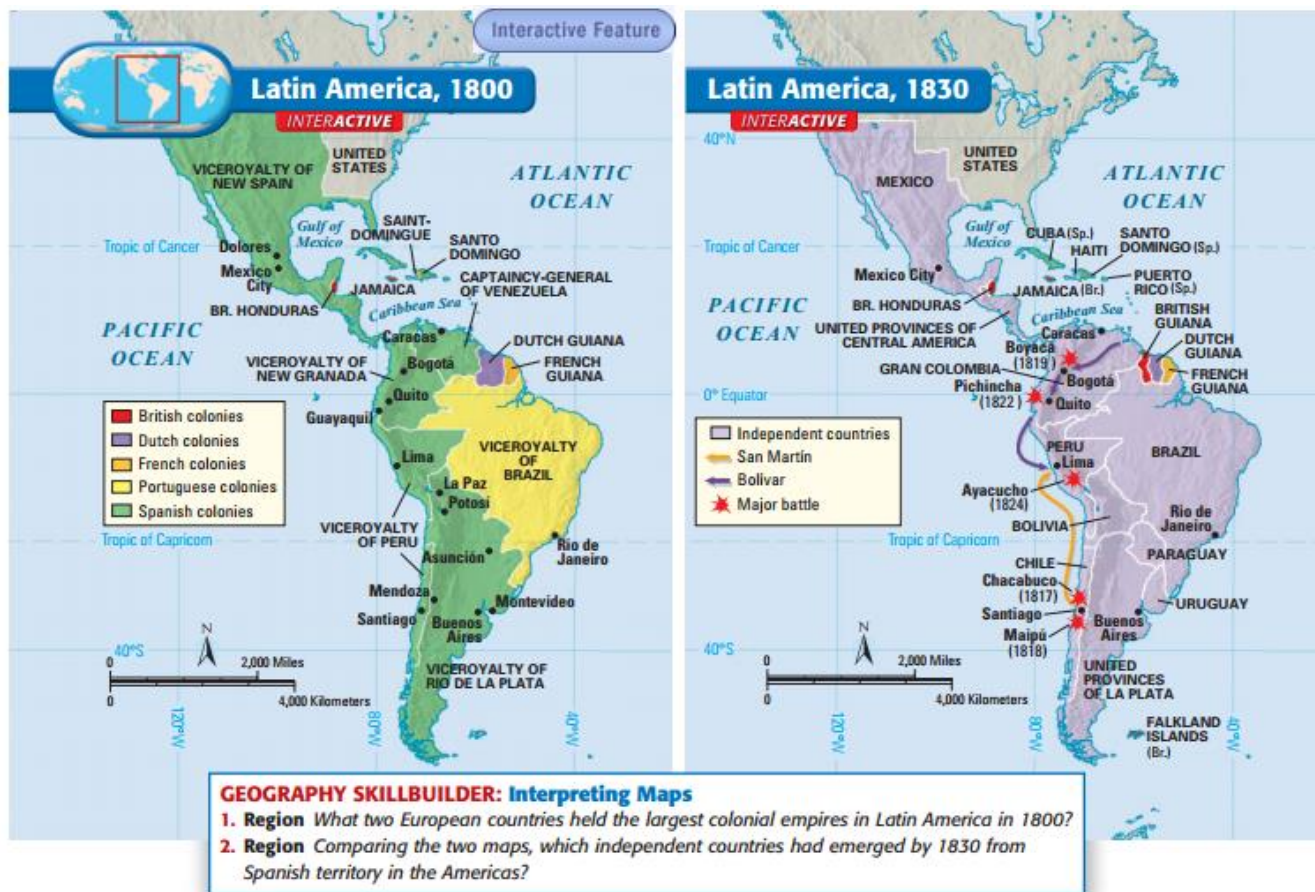 Interactive Feature
Latin America, 1800
INTERACTIVE
UNITED
STATES
VICEROYALTY OF
NEW SPAIN
ATLANTIC
OCEAN
Gulf of
Mexico
SAINT-
DOMINGUE
SANTO
DOMINGO
Tropic of Cancer
Dolores
Mexico
City
CAPTAINCY-GENERAL
OF VENEZUELA
JAMAICA
BR. HONDURAS
Caribbean Sea
PACIFIC
OCEAN
Caracas
DUTCH GUIANA
VICEROYALTY OF
NEW GRANADA
Bogotá
FRENCH
GUIANA
Quito
Guayaquil
British colonies
Dutch colonies
French colonies
Portuguese colonies
Spanish colonies
VICEROYALTY
OF
BRAZIL
Lima
La Paz
Potosí
VICEROYALTY
OF PERU
Tropic of Capricorn
Asunción
Rio de
Janeiro
Mendoza
Santiago
Montevideo
Buenos
Aires
40°S
N
0 2,000 Miles
0 4,000 Kilometers
VICEROYALTY OF
RIO DE LA PLATA
120°W
80°W
40°W
Latin America, 1830
INTERACTIVE
40°N
UNITED
STATES
MEXICO
ATLANTIC
OCEAN
Gulf of
Mexico
CUBA (Sp.)
HAITI
SANTO
DOMINGO (Sp.)
Tropic of Cancer
Mexico City
JAMAICA (Br.)
PUERTO
RICO (Sp.)
BR. HONDURAS
Caribbean Sea
BRITISH
GUIANA
UNITED PROVINCES OF
CENTRAL AMERICA
Caracas
DUTCH
GUIANA
PACIFIC
OCEAN
Boyacá
(1819)
GRAN COLOMBIA
Bogotá
FRENCH
GUIANA
Pichincha
(1822)
0° Equator
Quito
Independent countries
San Martín
Bolívar
Major battle
PERU
Lima
BRAZIL
Ayacucho
(1824)
BOLIVIA
Rio de
Janeiro
Tropic of Capricorn
PARAGUAY
CHILE
Chacabuco
(1817)
URUGUAY
Santiago
Buenos
Aires
Maipú
(1818)
40°S
N
0 2,000 Miles
0 4,000 Kilometers
UNITED
PROVINCES
OF LA PLATA
120°W
80°W
40°W
FALKLAND
ISLANDS
(Br.)
GEOGRAPHY SKILLBUILDER: Interpreting Maps
1. Region What two European countries held the largest colonial empires in Latin America in 1800?
2. Region Comparing the two maps, which independent countries had emerged by 1830 from
Spanish territory in the Americas?